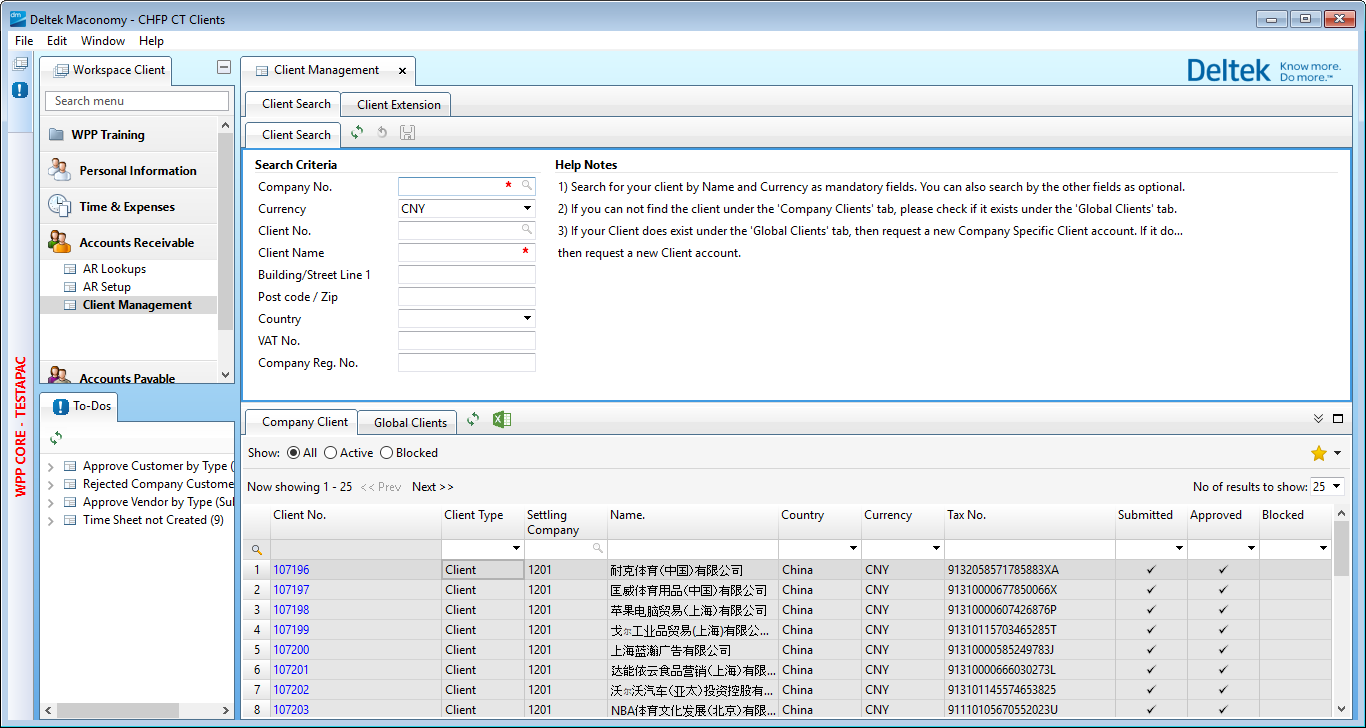 Deltek Maconomy - CHFP CT Clients
File Edit Window Help
Workspace Client
Search menu
WPP Training
Personal Information
Time & Expenses
Accounts Receivable
AR Lookups
AR Setup
Client Management
Accounts Payable
WPP CORE - TESTAPAC
To-Dos
Approve Customer by Type (
Rejected Company Custome
Approve Vendor by Type (Sul
Time Sheet not Created (9)
Client Management
Deltek Know more. Do more.™
Client Search Client Extension
Client Search
Search Criteria
Company No. *
Currency CNY
Client No.
Client Name *
Building/Street Line 1
Post code / Zip
Country
VAT No.
Company Reg. No.
Help Notes
1) Search for your client by Name and Currency as mandatory fields. You can also search by the other fields as optional.
2) If you can not find the client under the 'Company Clients' tab, please check if it exists under the 'Global Clients' tab.
3) If your Client does exist under the 'Global Clients' tab, then request a new Company Specific Client account. If it do...
then request a new Client account.
Company Client Global Clients
Show: All Active Blocked
Now showing 1 - 25 << Prev Next >> No of results to show: 25
Client No. Client Type Settling Company Name. Country Currency Tax No. Submitted Approved Blocked
1 107196 Client 1201 耐克体育(中国)有限公司 China CNY 9132058571785883XA ✓ ✓
2 107197 Client 1201 匡威体育用品(中国)有限公司 China CNY 91310000677850066X ✓ ✓
3 107198 Client 1201 苹果电脑贸易(上海)有限公司 China CNY 91310000607426876P ✓ ✓
4 107199 Client 1201 戈尔工业品贸易(上海)有限公... China CNY 91310115703465285T ✓ ✓
5 107200 Client 1201 上海蓝瀚广告有限公司 China CNY 91310000585249783J ✓ ✓
6 107201 Client 1201 达能依云食品营销(上海)有限... China CNY 91310000666030273L ✓ ✓
7 107202 Client 1201 沃尔沃汽车(亚太)投资控股有... China CNY 913101145574653825 ✓ ✓
8 107203 Client 1201 NBA体育文化发展(北京)有限... China CNY 91110105670552023U ✓ ✓